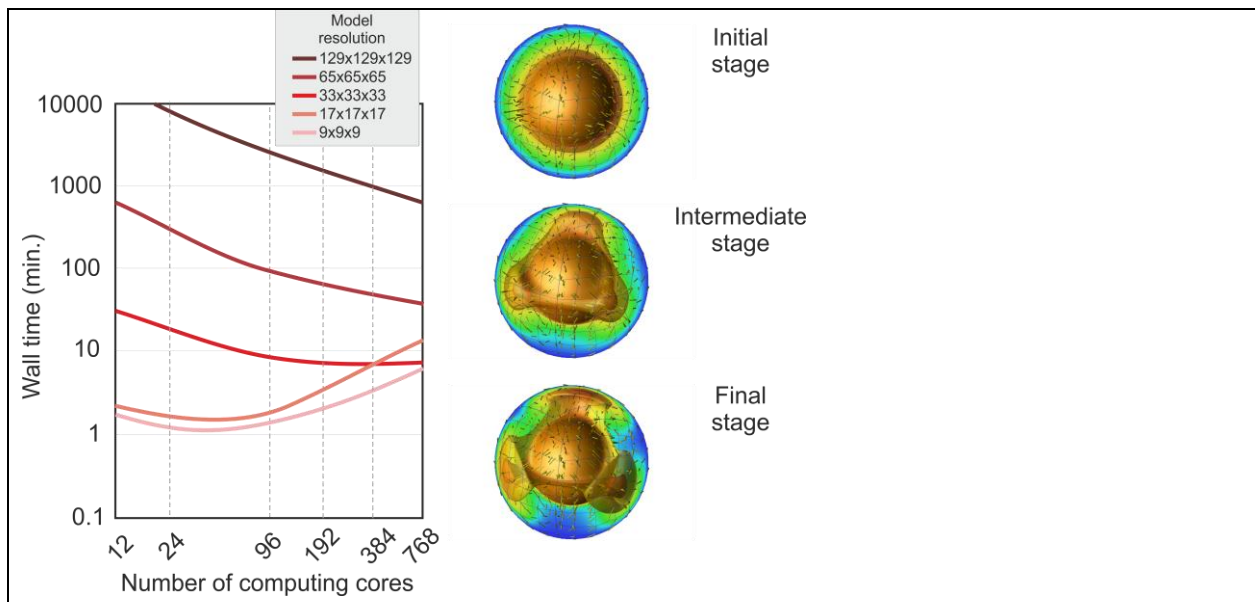 Model
resolution
129x129x129
65x65x65
33x33x33
17x17x17
9x9x9
10000
1000
100
10
1
0.1
Wall time (min.)
12
24
96
192
384
768
Number of computing cores
Initial
stage
Intermediate
stage
Final
stage